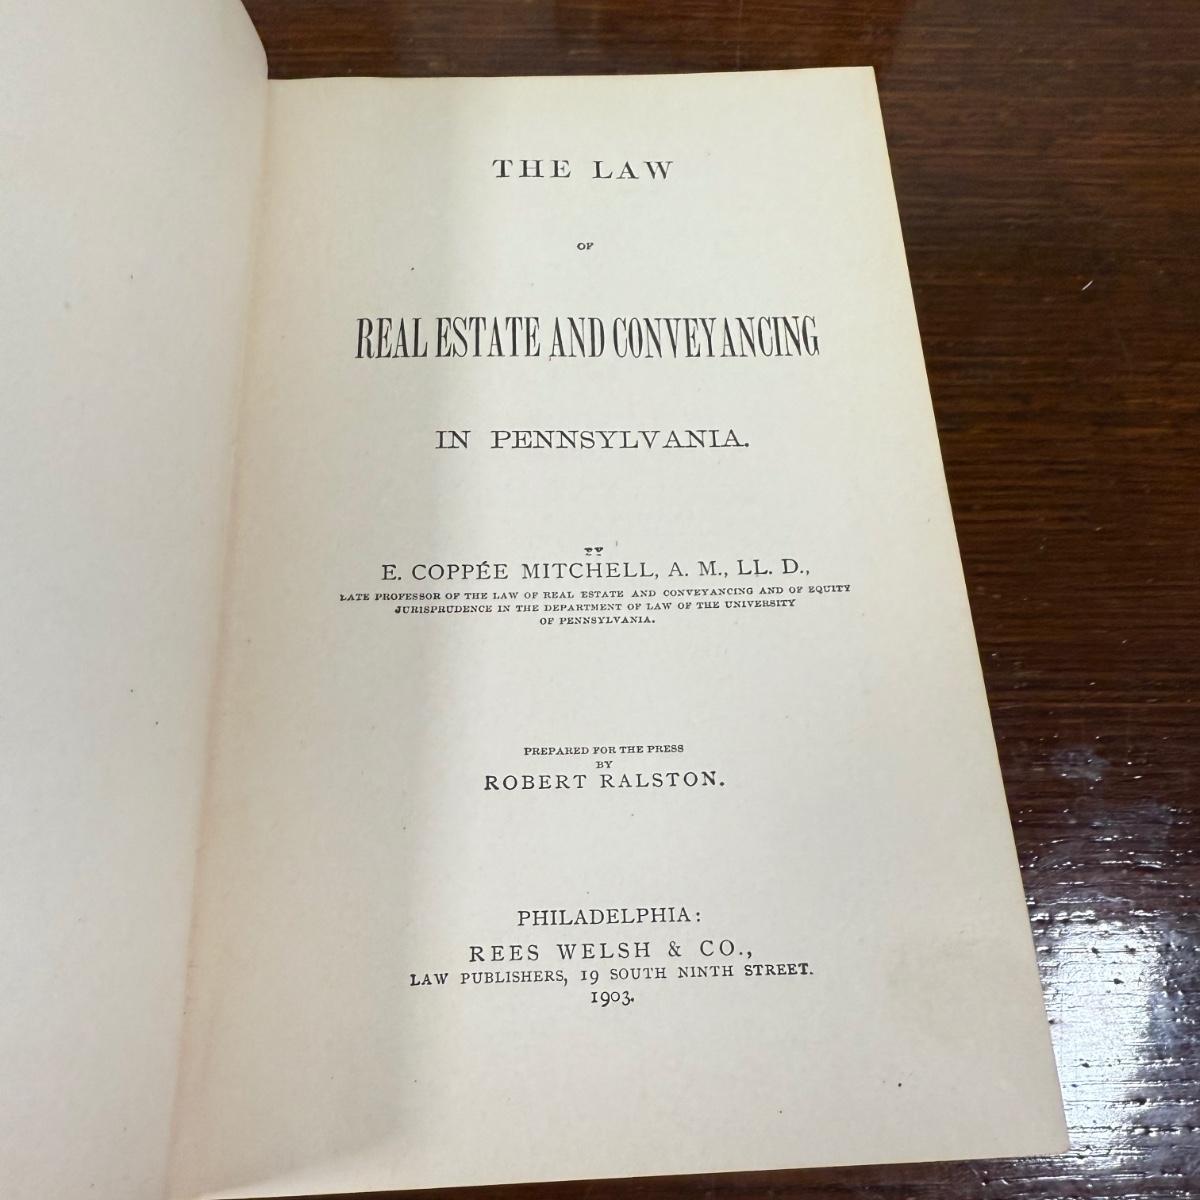 THE LAW
OF
REAL ESTATE AND CONVEYANCING
IN PENNSYLVANIA.
BY
E. COPPÉE MITCHELL, A. M., LL. D.,
LATE PROFESSOR OF THE LAW OF REAL ESTATE AND CONVEYANCING AND OF EQUITY
JURISPRUDENCE IN THE DEPARTMENT OF LAW OF THE UNIVERSITY
OF PENNSYLVANIA.
PREPARED FOR THE PRESS
BY
ROBERT RALSTON.
PHILADELPHIA:
REES WELSH & CO.,
LAW PUBLISHERS, 19 SOUTH NINTH STREET.
1903.